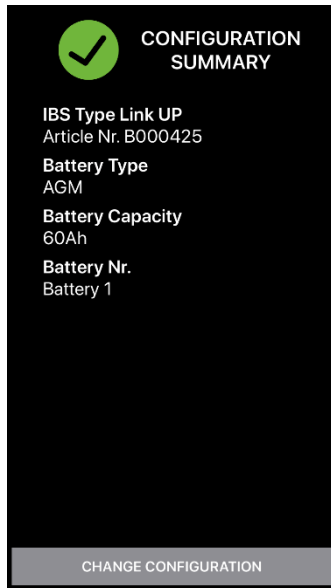 CONFIGURATION
SUMMARY
IBS Type Link UP
Article Nr. B000425
Battery Type
AGM
Battery Capacity
60Ah
Battery Nr.
Battery 1
CHANGE CONFIGURATION